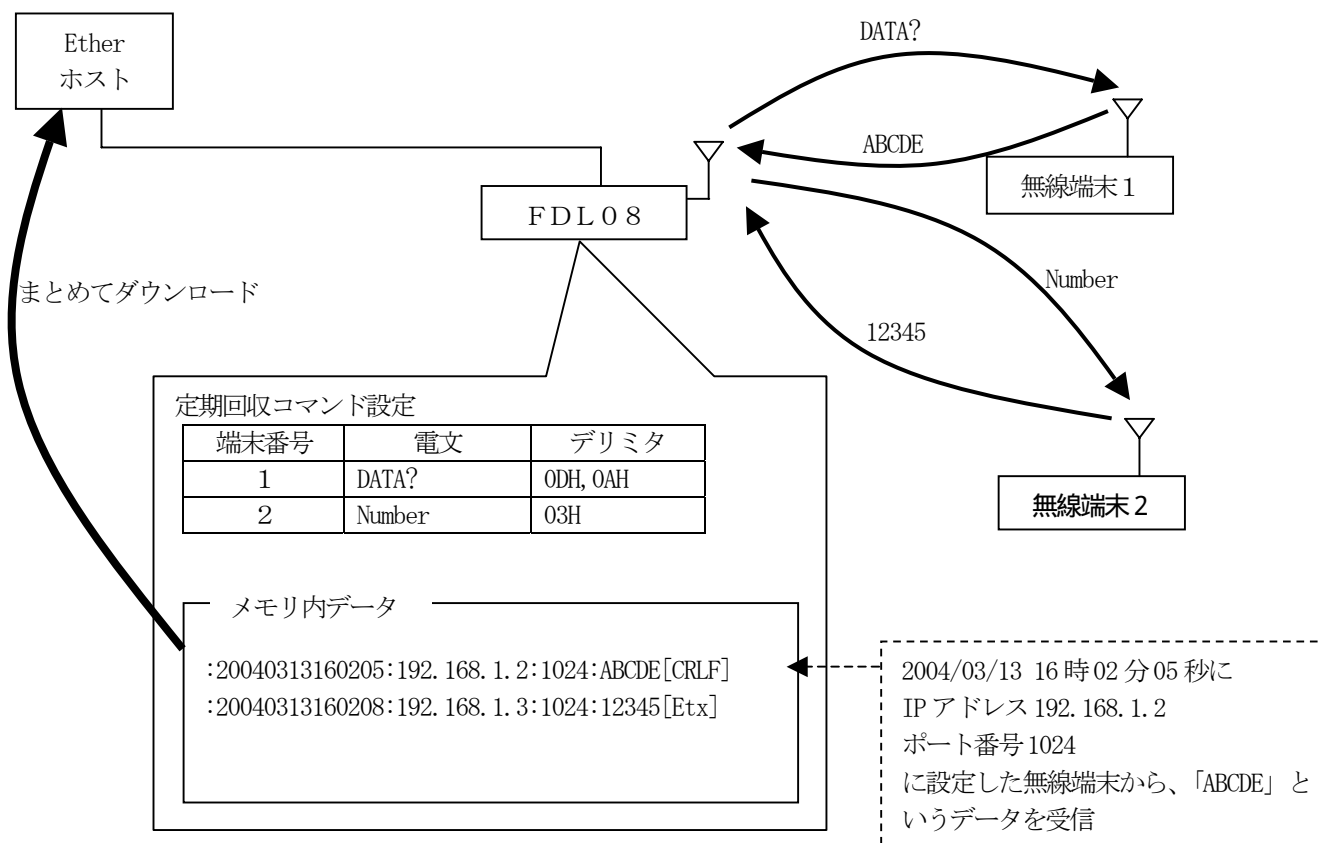 Ether
ホスト
DATA?
ABCDE
無線端末１
ＦＤＬ０８
まとめてダウンロード
Number
12345
無線端末２
定期回収コマンド設定
端末番号 電文 デリミタ
１ DATA? 0DH,0AH
２ Number 03H
メモリ内データ
:20040313160205:192.168.1.2:1024:ABCDE[CRLF]
:20040313160208:192.168.1.3:1024:12345[Etx]
2004/03/13 16時02分05秒に
IPアドレス192.168.1.2
ポート番号1024
に設定した無線端末から、「ABCDE」と
いうデータを受信